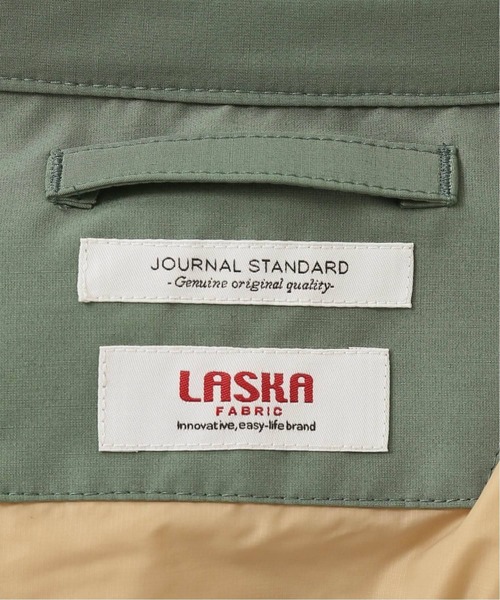 JOURNAL STANDARD
-Genuine original quality-
LASKA
FABRIC
Innovative, easy-life brand